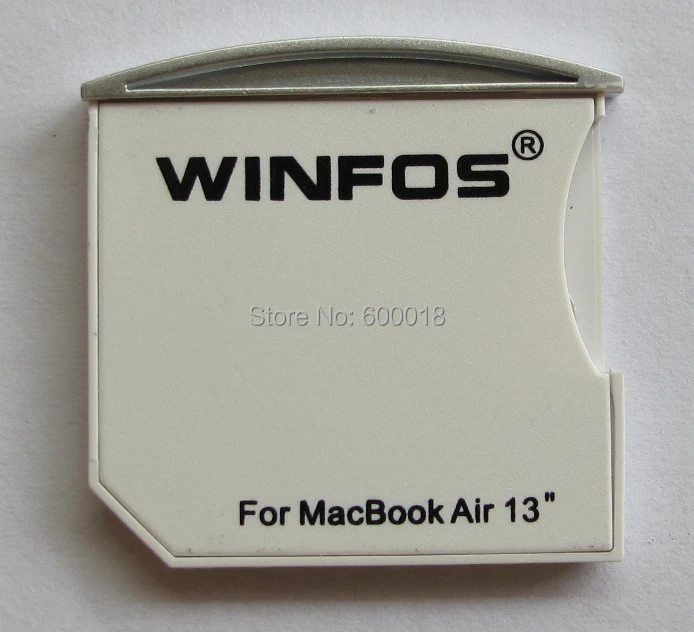 WINFOS®
Store No: 600018
For MacBook Air 13"